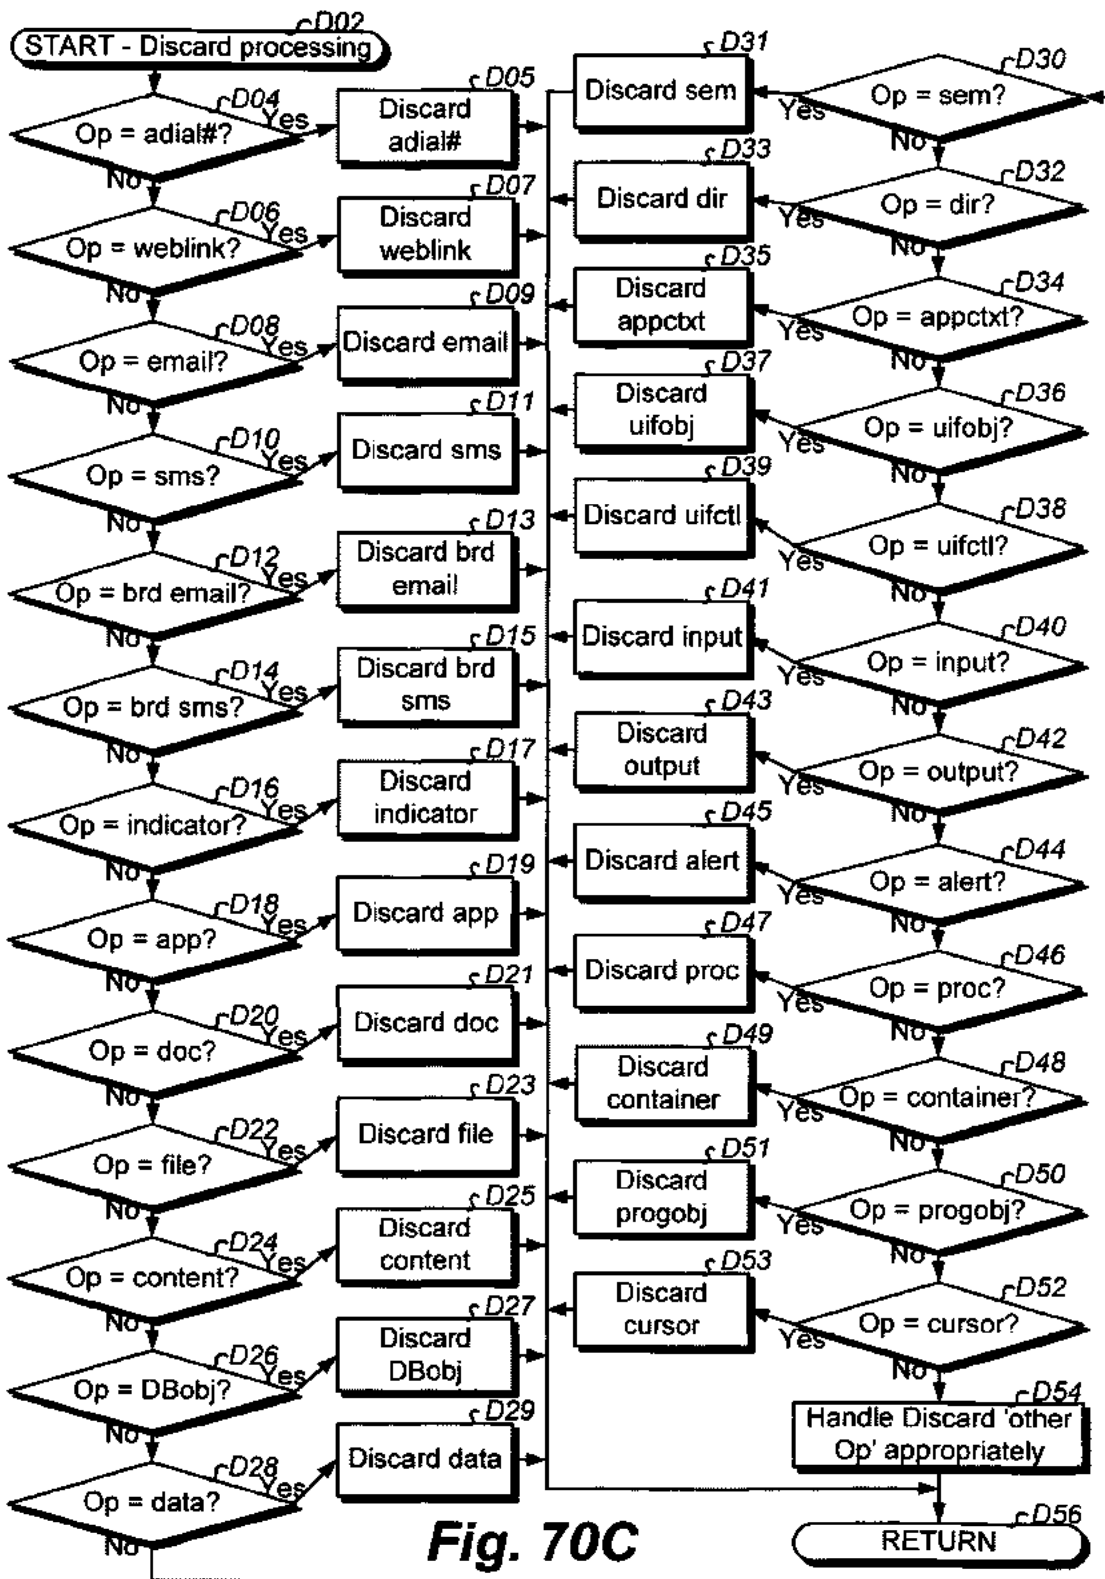 D02
START - Discard processing
D04
Op = adial#?
Yes
No
D05
Discard
adial#
D06
Op = weblink?
Yes
No
D07
Discard
weblink
D08
Op = email?
Yes
No
D09
Discard email
D10
Op = sms?
Yes
No
D11
Discard sms
D12
Op = brd email?
Yes
No
D13
Discard brd
email
D14
Op = brd sms?
Yes
No
D15
Discard brd
sms
D16
Op = indicator?
Yes
No
D17
Discard
indicator
D18
Op = app?
Yes
No
D19
Discard app
D20
Op = doc?
Yes
No
D21
Discard doc
D22
Op = file?
Yes
No
D23
Discard file
D24
Op = content?
Yes
No
D25
Discard
content
D26
Op = DBobj?
Yes
No
D27
Discard
DBobj
D28
Op = data?
Yes
No
D29
Discard data
D30
Op = sem?
Yes
No
D31
Discard sem
D32
Op = dir?
Yes
No
D33
Discard dir
D34
Op = appctxt?
Yes
No
D35
Discard
appctxt
D36
Op = uifobj?
Yes
No
D37
Discard
uifobj
D38
Op = uifctl?
Yes
No
D39
Discard uifctl
D40
Op = input?
Yes
No
D41
Discard input
D42
Op = output?
Yes
No
D43
Discard
output
D44
Op = alert?
Yes
No
D45
Discard alert
D46
Op = proc?
Yes
No
D47
Discard proc
D48
Op = container?
Yes
No
D49
Discard
container
D50
Op = progobj?
Yes
No
D51
Discard
progobj
D52
Op = cursor?
Yes
No
D53
Discard
cursor
D54
Handle Discard 'other
Op' appropriately
D56
RETURN
Fig. 70C